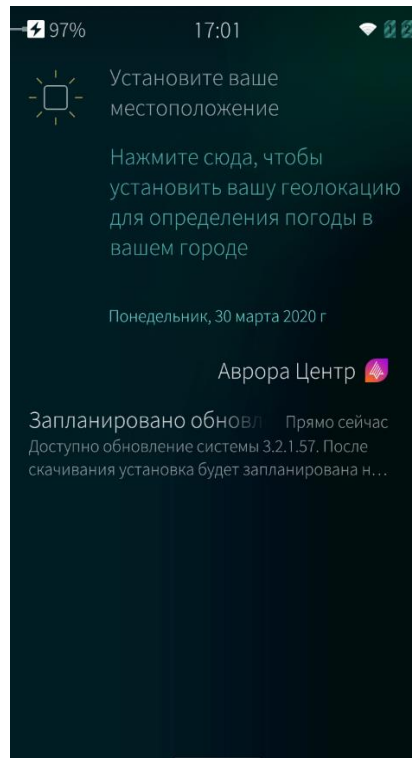 97%
17:01
Установите ваше
местоположение
Нажмите сюда, чтобы
установить вашу геолокацию
для определения погоды в
вашем городе
Понедельник, 30 марта 2020 г
Аврора Центр
Запланировано обновл
Прямо сейчас
Доступно обновление системы 3.2.1.57. После
скачивания установка будет запланирована н...